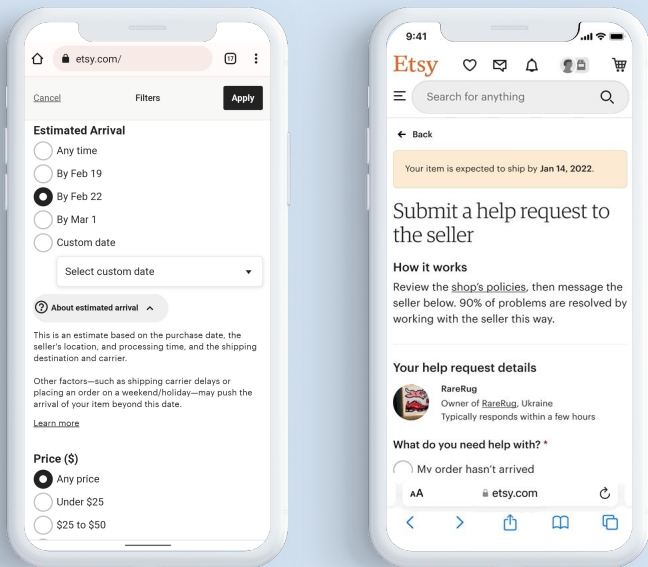 etsy.com/
17
Cancel
Filters
Apply
Estimated Arrival
Any time
By Feb 19
By Feb 22
By Mar 1
Custom date
Select custom date
About estimated arrival
This is an estimate based on the purchase date, the
seller's location, and processing time, and the shipping
destination and carrier.
Other factors—such as shipping carrier delays or
placing an order on a weekend/holiday—may push the
arrival of your item beyond this date.
Learn more
Price ($)
Any price
Under $25
$25 to $50
9:41
Etsy
Search for anything
Back
Your item is expected to ship by Jan 14, 2022.
Submit a help request to
the seller
How it works
Review the shop's policies, then message the
seller below. 90% of problems are resolved by
working with the seller this way.
Your help request details
RareRug
Owner of RareRug, Ukraine
Typically responds within a few hours
What do you need help with? *
My order hasn't arrived
AA
etsy.com